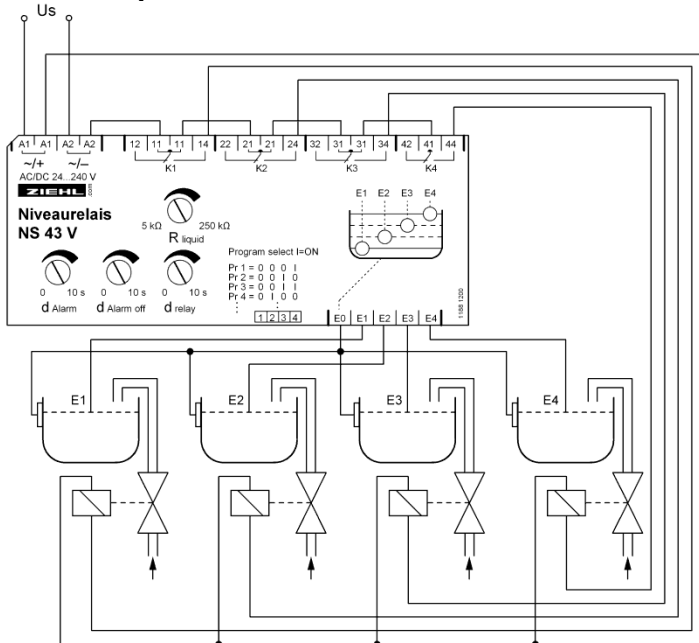 Us
A1 A1 A2 A2 12 11 11 14 22 21 21 24 32 31 31 34 42 41 44
~/+ ~/– K1 K2 K3 K4
AC/DC 24...240 V
ZIEHL .com
Niveaurelais
NS 43 V
5 kΩ 250 kΩ
R liquid
E1 E2 E3 E4
Program select I=ON
Pr 1 = 0 0 0 I
Pr 2 = 0 0 I 0
Pr 3 = 0 0 I I
Pr 4 = 0 I 0 0
0 10 s 0 10 s 0 10 s
d Alarm d Alarm off d relay
1 2 3 4
E0 E1 E2 E3 E4
1158 1200
E1 E2 E3 E4